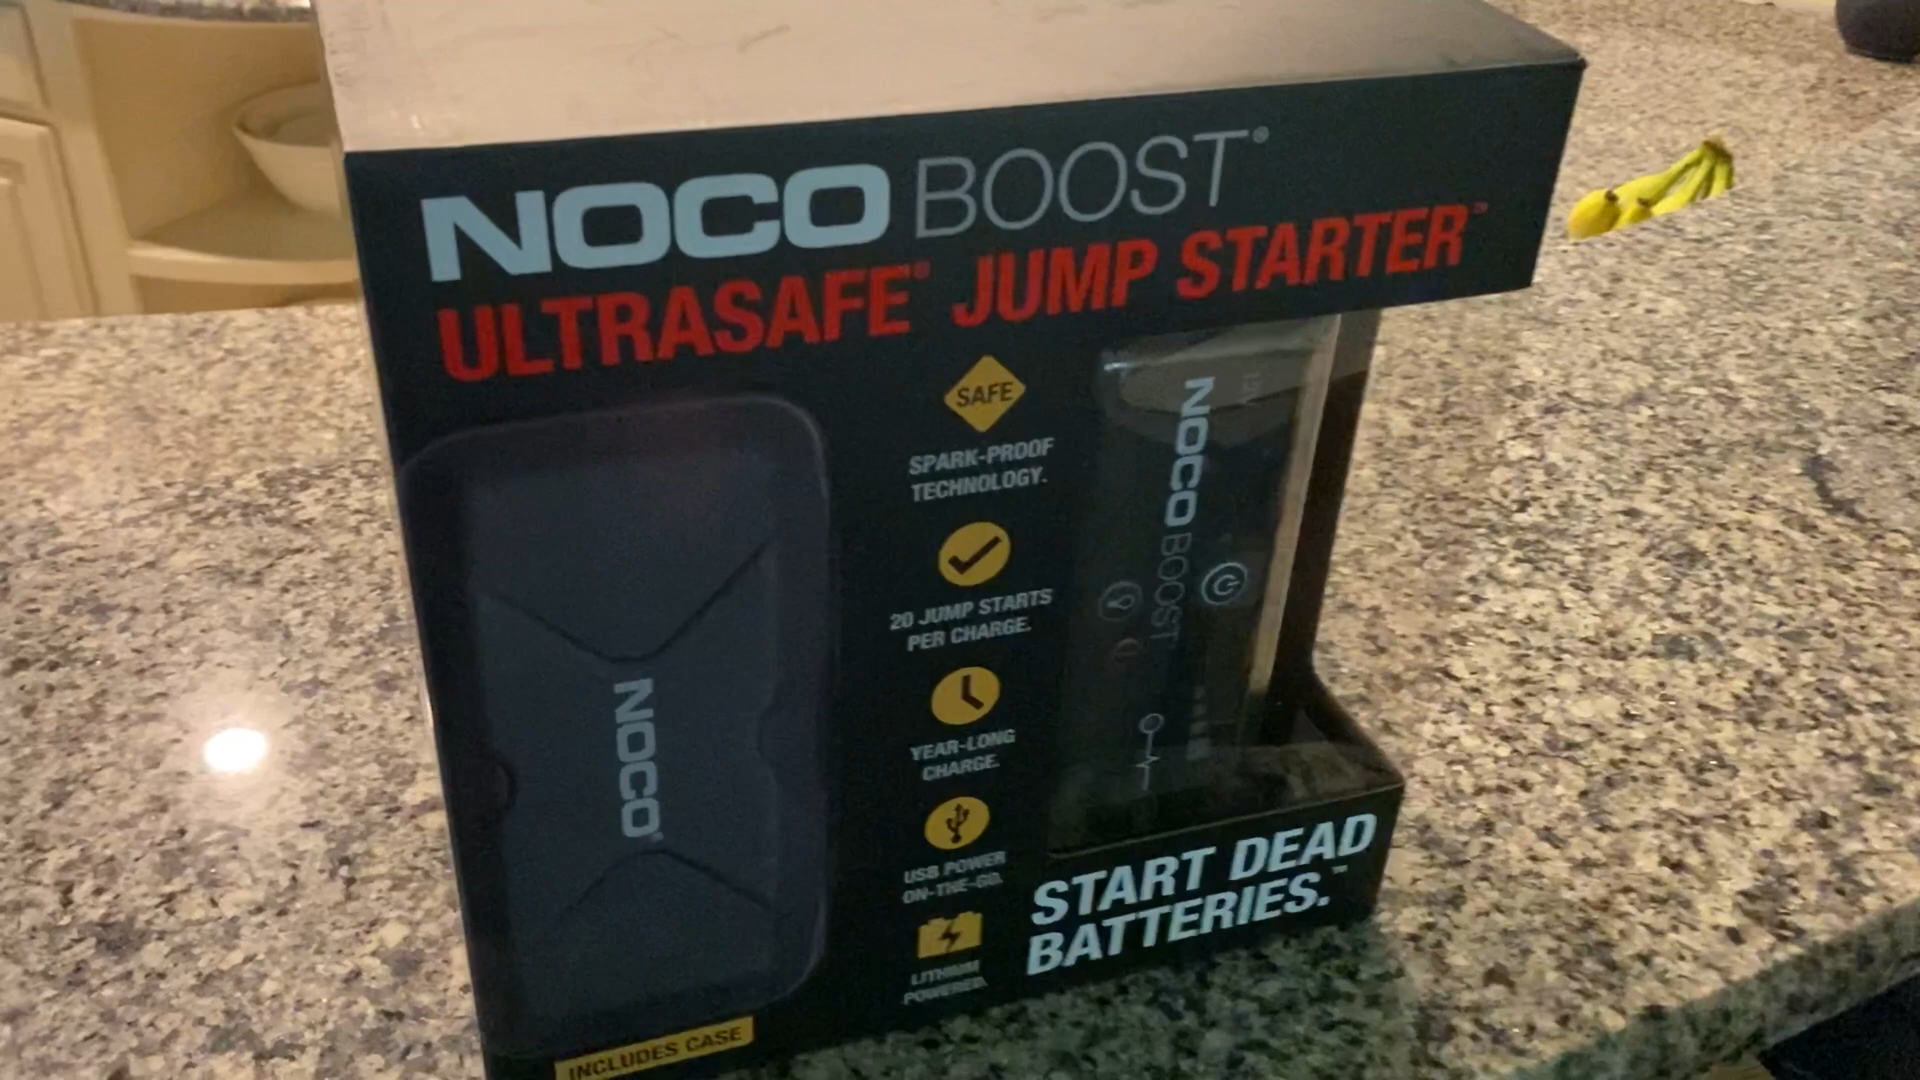 NOCO BOOST®
ULTRASAFE® JUMP STARTER™
SAFE
SPARK-PROOF
TECHNOLOGY.
20 JUMP STARTS
PER CHARGE.
YEAR-LONG
CHARGE.
USB POWER
ON-THE-GO.
LITHIUM
POWERED.
NOCO®
NOCO BOOST
START DEAD
BATTERIES.™
INCLUDES CASE